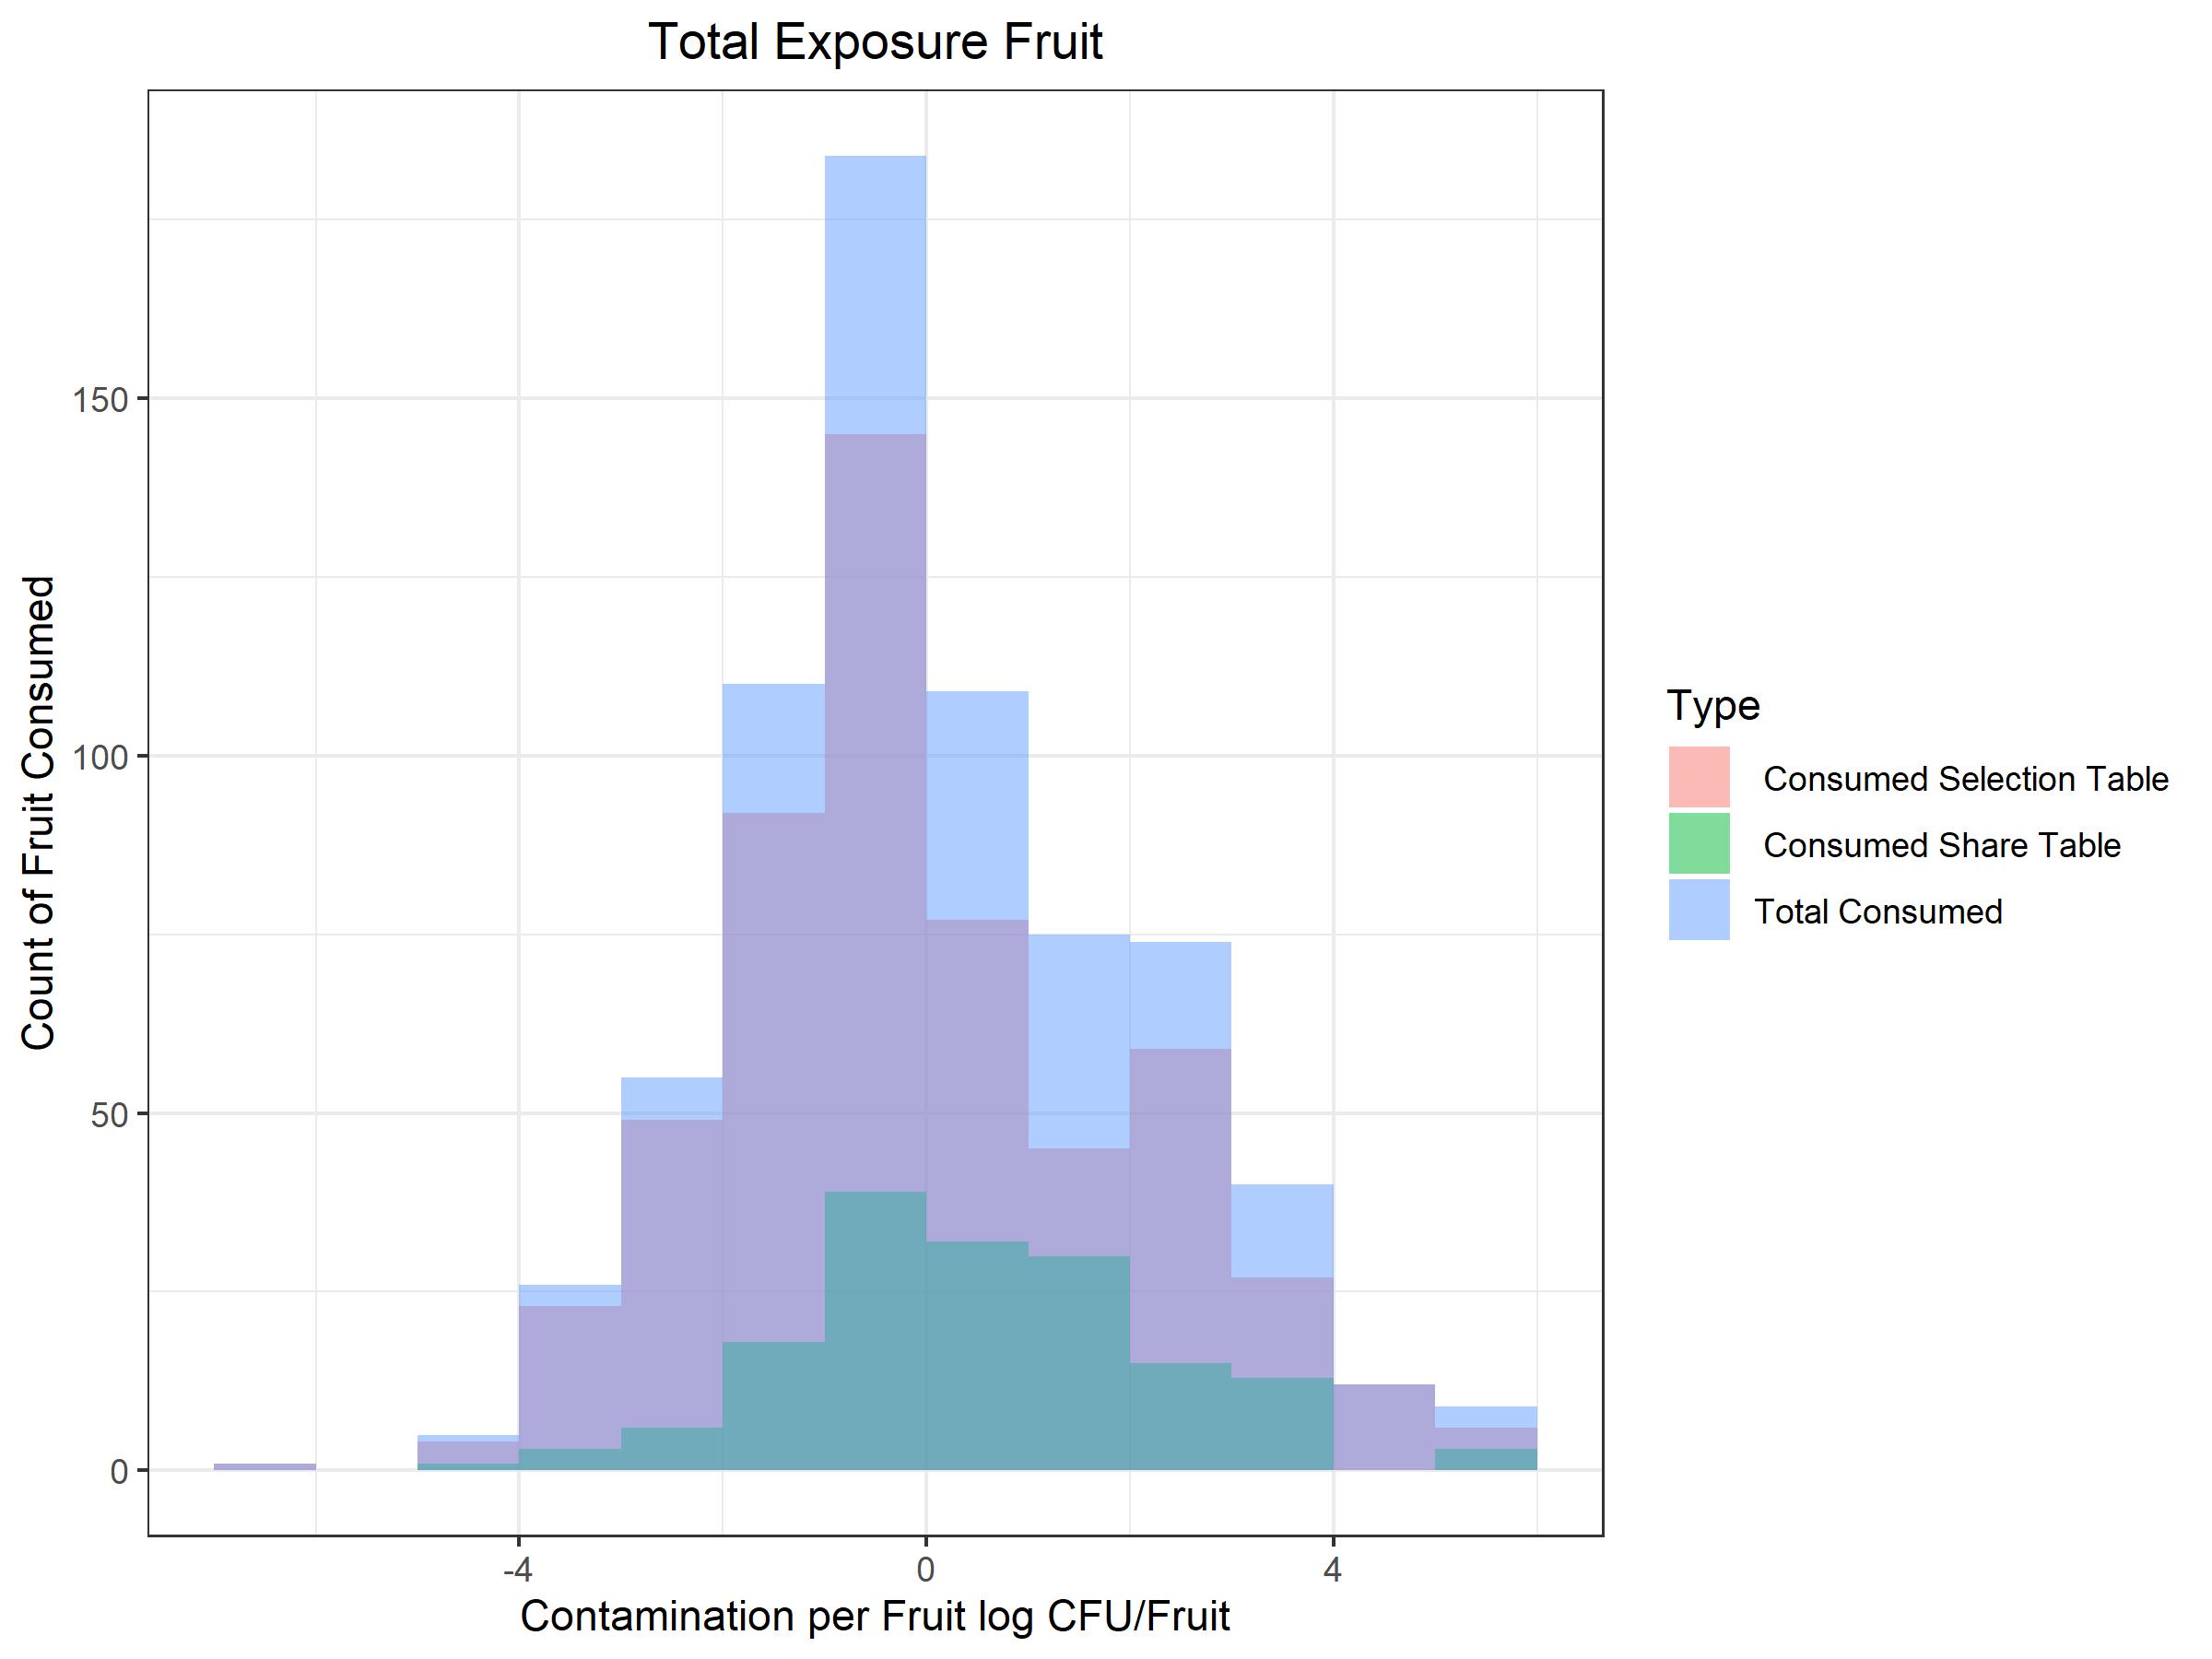 Total Exposure Fruit
Count of Fruit Consumed
150
100
50
0
-4
0
4
Contamination per Fruit log CFU/Fruit
Type
Consumed Selection Table
Consumed Share Table
Total Consumed